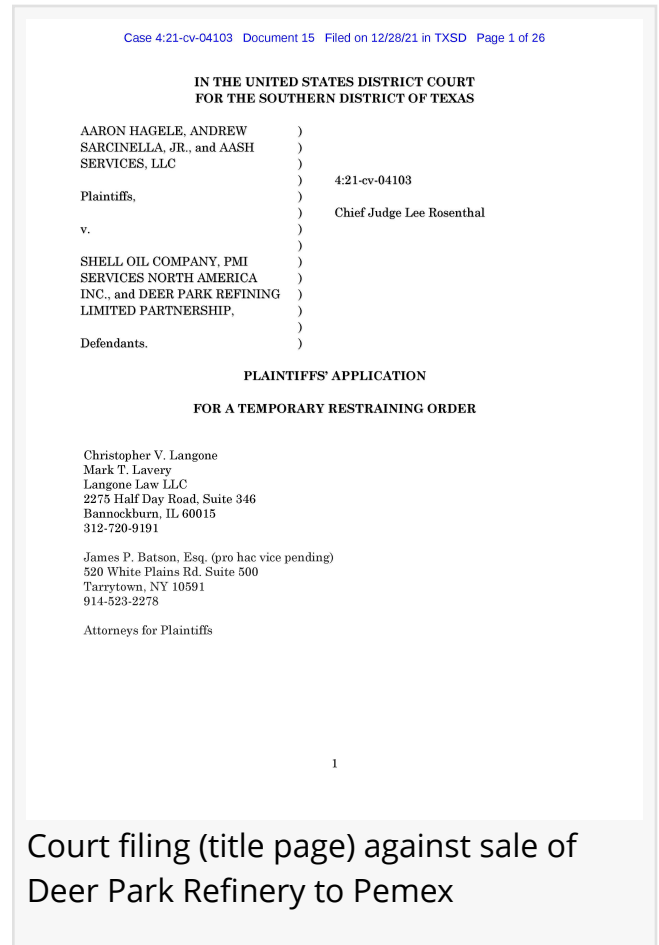 Case 4:21-cv-04103 Document 15 Filed on 12/28/21 in TXSD Page 1 of 26
IN THE UNITED STATES DISTRICT COURT
FOR THE SOUTHERN DISTRICT OF TEXAS
AARON HAGELE, ANDREW )
SARCINELLA, JR., and AASH )
SERVICES, LLC )
) 4:21-cv-04103
Plaintiffs, )
) Chief Judge Lee Rosenthal
v. )
)
SHELL OIL COMPANY, PMI )
SERVICES NORTH AMERICA )
INC., and DEER PARK REFINING )
LIMITED PARTNERSHIP, )
)
Defendants. )
PLAINTIFFS’ APPLICATION
FOR A TEMPORARY RESTRAINING ORDER
Christopher V. Langone
Mark T. Lavery
Langone Law LLC
2275 Half Day Road, Suite 346
Bannockburn, IL 60015
312-720-9191
James P. Batson, Esq. (pro hac vice pending)
520 White Plains Rd. Suite 500
Tarrytown, NY 10591
914-523-2278
Attorneys for Plaintiffs
1
Court filing (title page) against sale of
Deer Park Refinery to Pemex